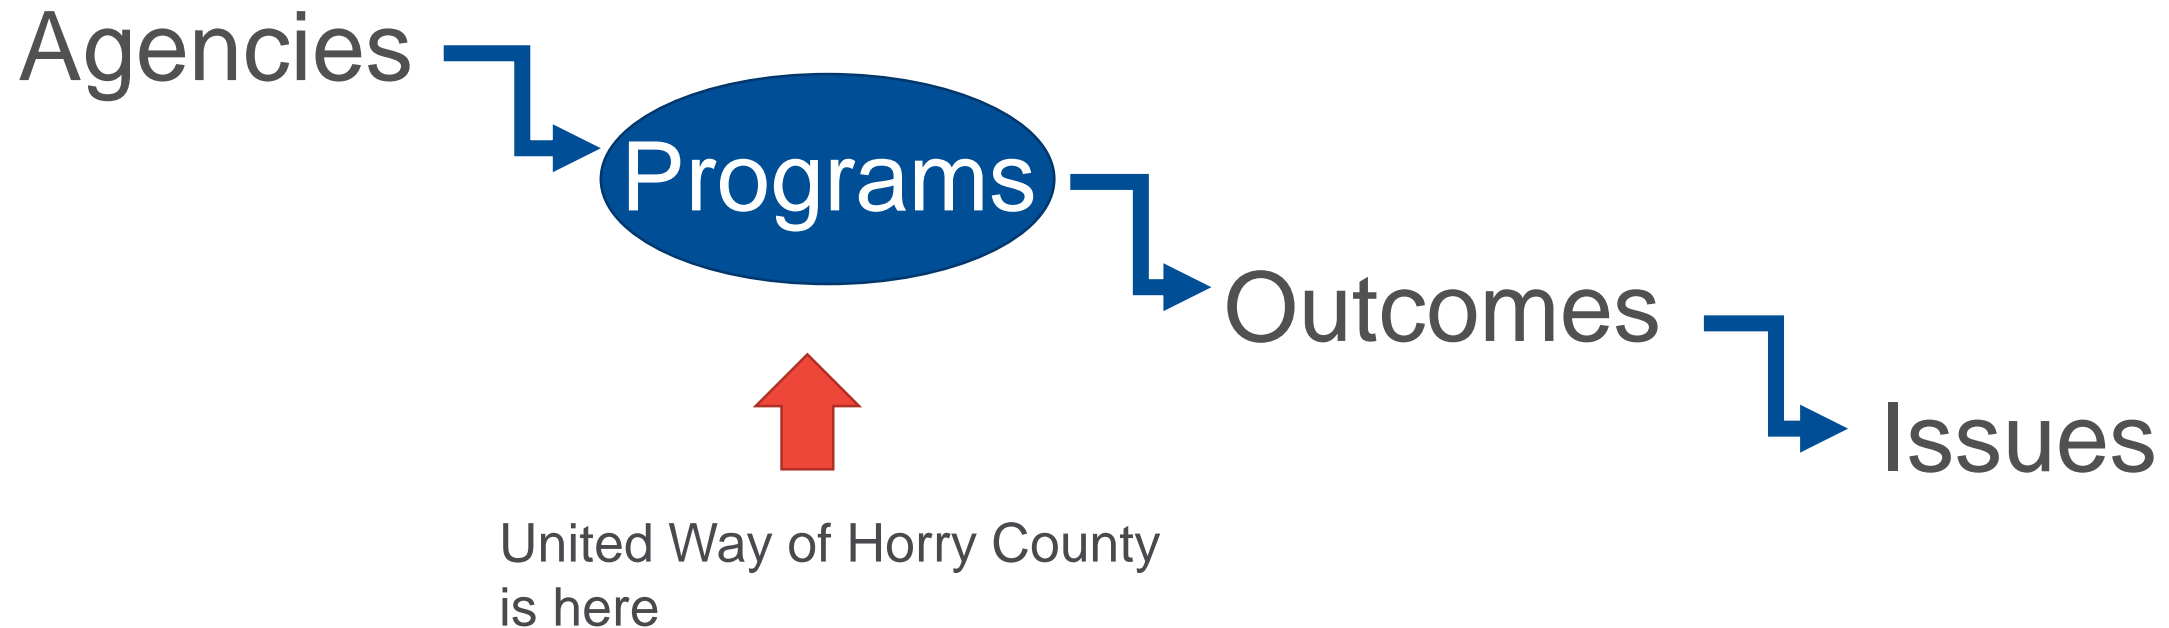 Agencies
Programs
Outcomes
Issues
United Way of Horry County
is here